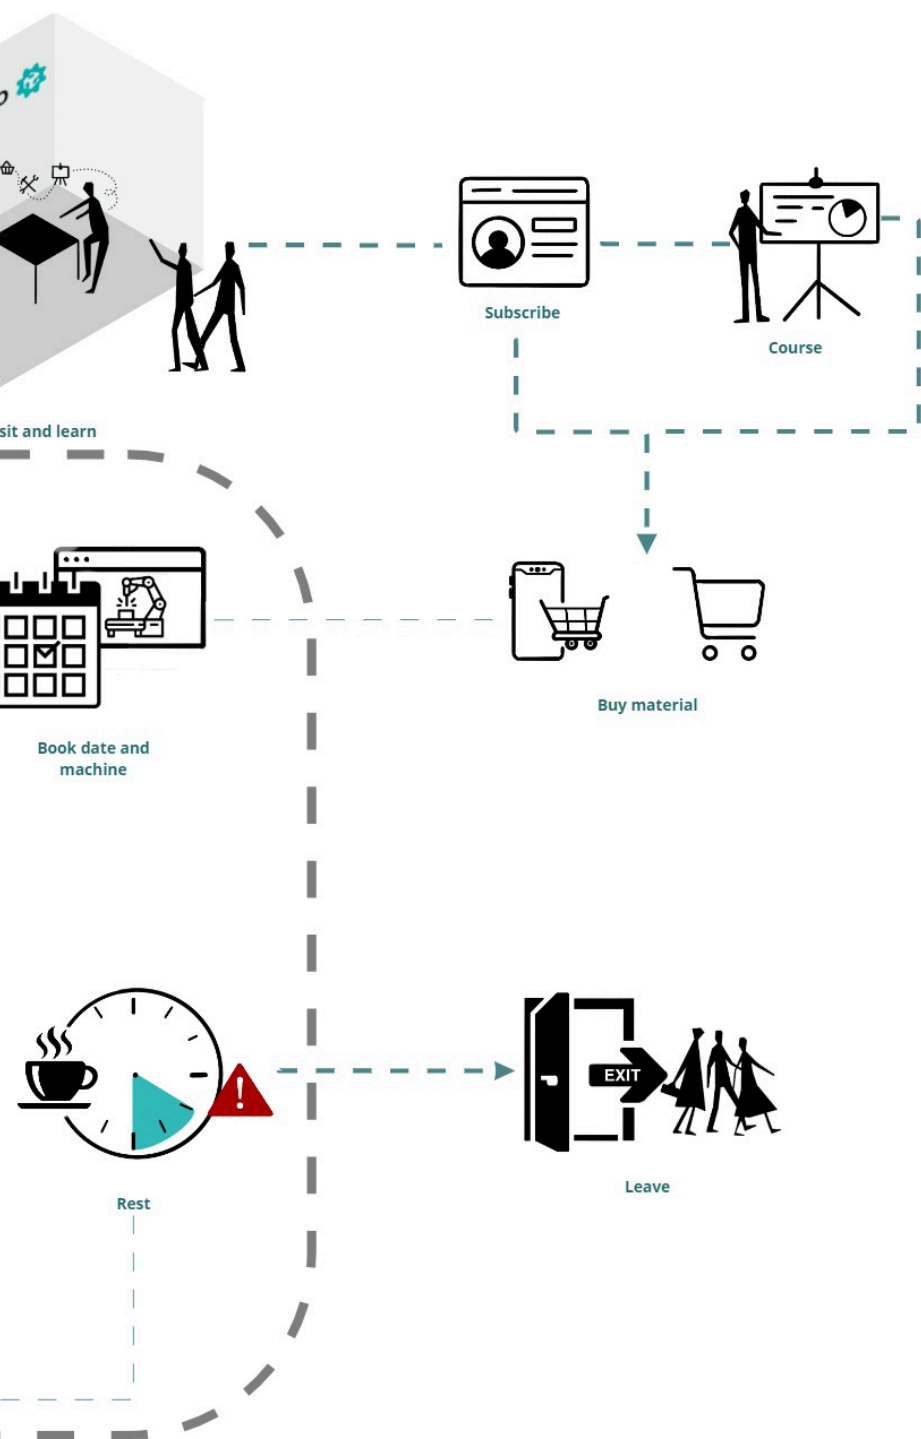 Subscribe
Course
sit and learn
Buy material
Book date and
machine
EXIT
Leave
Rest